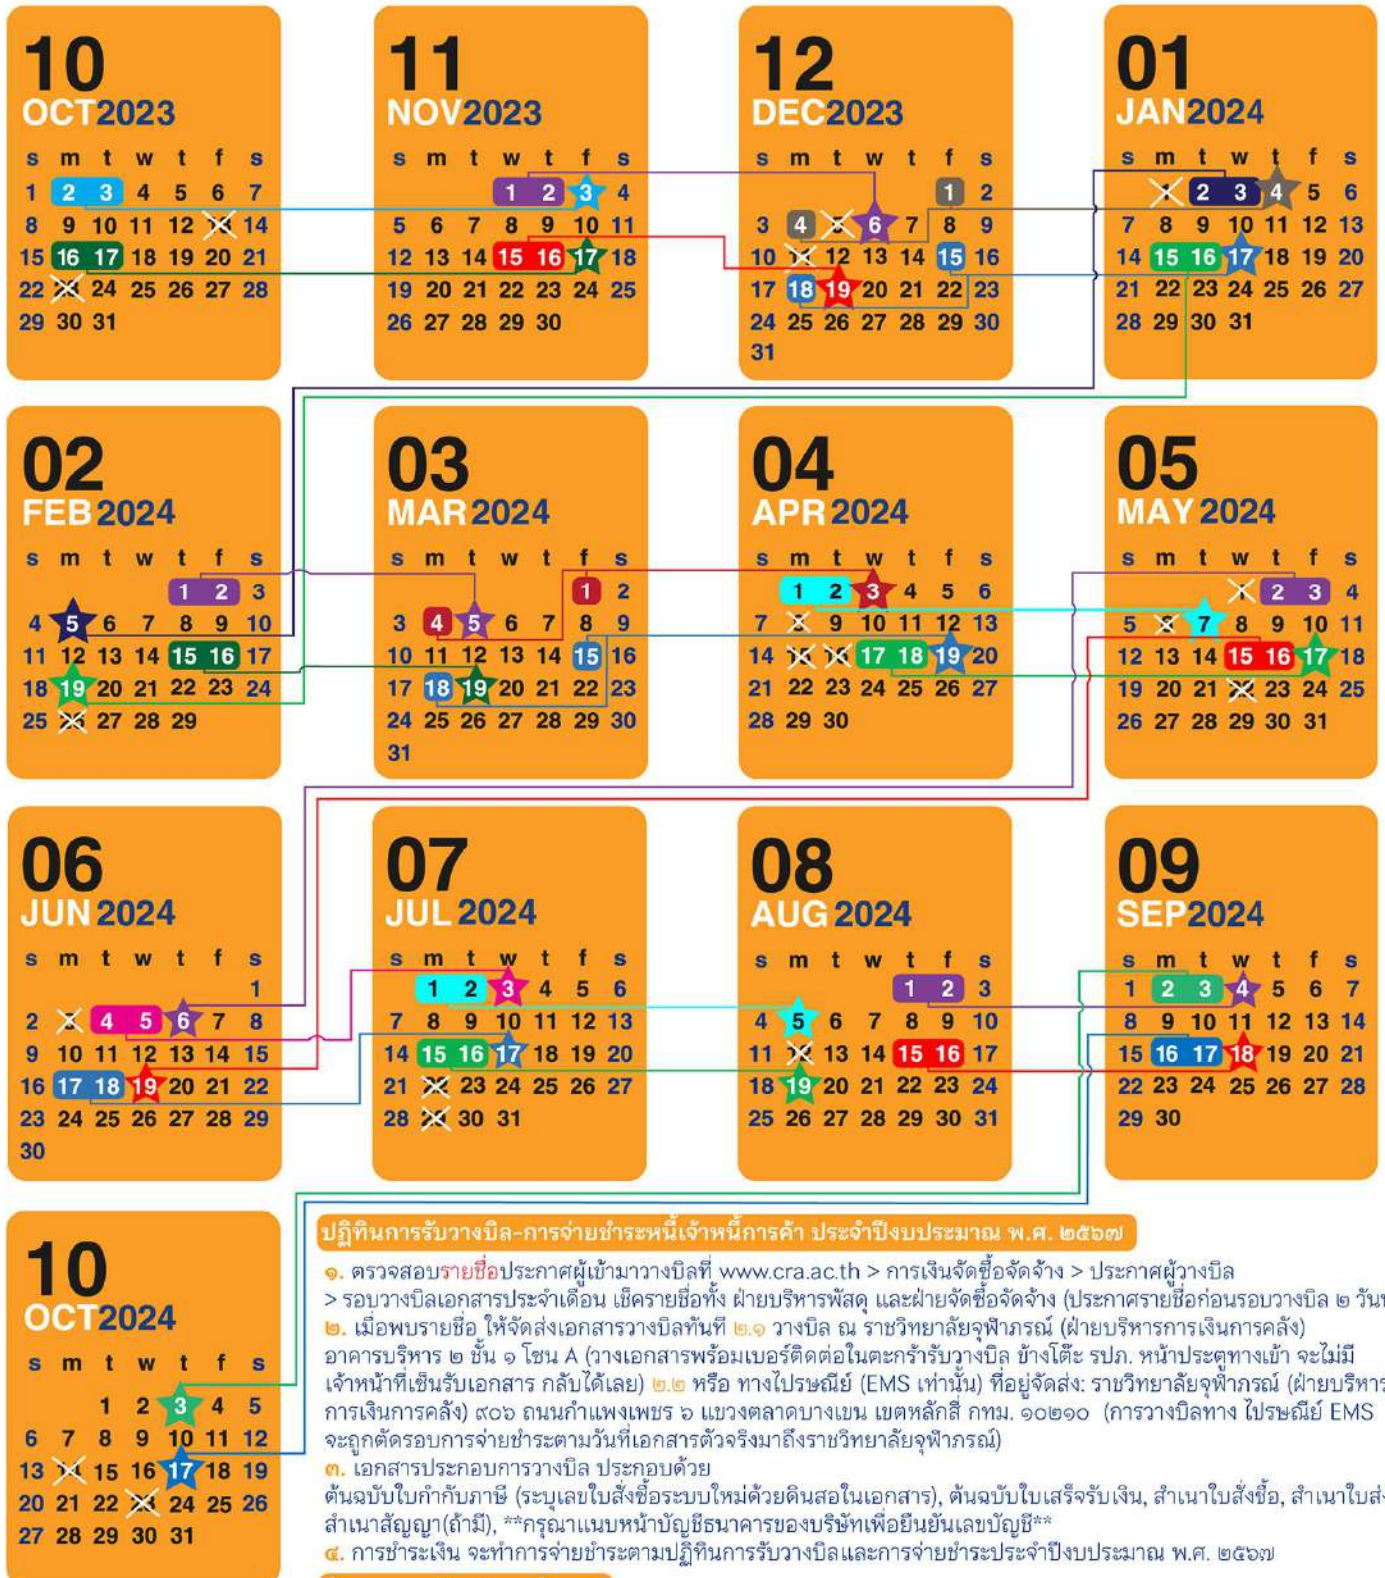 10
OCT2023
s m t w t f s
1 2 3 4 5 6 7
8 9 10 11 12 14
15 16 17 18 19 20 21
22 24 25 26 27 28
29 30 31
11
NOV2023
s m t w t f s
1 2 3 4
5 6 7 8 9 10 11
12 13 14 15 16 17 18
19 20 21 22 23 24 25
26 27 28 29 30
12
DEC2023
s m t w t f s
1 2
3 4 5 6 7 8 9
10 12 13 14 15 16
17 18 19 20 21 22 23
24 25 26 27 28 29 30
31
01
JAN2024
s m t w t f s
1 2 3 4 5 6
7 8 9 10 11 12 13
14 15 16 17 18 19 20
21 22 23 24 25 26 27
28 29 30 31
02
FEB 2024
s m t w t f s
1 2 3
4 5 6 7 8 9 10
11 12 13 14 15 16 17
18 19 20 21 22 23 24
25 27 28 29
03
MAR 2024
s m t w t f s
1 2
3 4 5 6 7 8 9
10 11 12 13 14 15 16
17 18 19 20 21 22 23
24 25 26 27 28 29 30
31
04
APR 2024
s m t w t f s
1 2 3 4 5 6
7 8 9 10 11 12 13
14 17 18 19 20
21 22 23 24 25 26 27
28 29 30
05
MAY 2024
s m t w t f s
1 2 3 4
5 7 8 9 10 11
12 13 14 15 16 17 18
19 20 21 23 24 25
26 27 28 29 30 31
06
JUN 2024
s m t w t f s
1
2 3 4 5 6 7 8
9 10 11 12 13 14 15
16 17 18 19 20 21 22
23 24 25 26 27 28 29
30
07
JUL 2024
s m t w t f s
1 2 3 4 5 6
7 8 9 10 11 12 13
14 15 16 17 18 19 20
21 23 24 25 26 27
28 30 31
08
AUG 2024
s m t w t f s
1 2 3
4 5 6 7 8 9 10
11 13 14 15 16 17
18 19 20 21 22 23 24
25 26 27 28 29 30 31
09
SEP2024
s m t w t f s
1 2 3 4 5 6 7
8 9 10 11 12 13 14
15 16 17 18 19 20 21
22 23 24 25 26 27 28
29 30
10
OCT2024
s m t w t f s
1 2 3 4 5
6 7 8 9 10 11 12
13 14 15 16 17 18 19
20 21 22 24 25 26
27 28 29 30 31
ปฏิทินการรับวางบิล-การจ่ายชำระหนี้เจ้าหนี้การค้า ประจำปีงบประมาณ พ.ศ. ๒๕๖๗
๑. ตรวจสอบรายชื่อประกาศผู้เข้ามาวางบิลที่ www.cra.ac.th > การเงินจัดซื้อจัดจ้าง > ประกาศผู้วางบิล
> รอบวางบิลเอกสารประจำเดือน เช็ครายชื่อทั้ง ฝ่ายบริหารพัสดุ และฝ่ายจัดซื้อจัดจ้าง (ประกาศรายชื่อก่อนรอบวางบิล ๒
๒. เมื่อพบรายชื่อ ให้จัดส่งเอกสารวางบิลทันที ๒.๑ วางบิล ณ ราชวิทยาลัยจุฬาภรณ์ (ฝ่ายบริหารการเงินการคลัง)
อาคารบริหาร ๒ ชั้น ๑ โซน A (วางเอกสารพร้อมเบอร์ติดต่อในตะกร้ารับวางบิล ข้างโต๊ะ รปภ. หน้าประตูทางเข้า จะไม่มี
เจ้าหน้าที่เซ็นรับเอกสาร กลับได้เลย) ๒.๒ หรือ ทางไปรษณีย์ (EMS เท่านั้น) ที่อยู่จัดส่ง: ราชวิทยาลัยจุฬาภรณ์ (ฝ่ายบริหาร
การเงินการคลัง) ๙๐๖ ถนนกำแพงเพชร ๖ แขวงตลาดบางเขน เขตหลักสี่ กทม. ๑๐๒๑๐ (การวางบิลทาง ไปรษณีย์ EMS
จะถูกตัดรอบการจ่ายชำระตามวันที่เอกสารตัวจริงมาถึงราชวิทยาลัยจุฬาภรณ์)
๓. เอกสารประกอบการวางบิล ประกอบด้วย
ต้นฉบับใบกำกับภาษี (ระบุเลขใบสั่งซื้อระบบใหม่ด้วยดินสอในเอกสาร), ต้นฉบับใบเสร็จรับเงิน, สำเนาใบสั่งซื้อ,
สำเนาสัญญา(ถ้ามี), **กรุณาแนบหน้าบัญชีธนาคารของบริษัทเพื่อยืนยันเลขบัญชี**
๔. การชำระเงิน จะทำการจ่ายชำระตามปฏิทินการรับวางบิลและการจ่ายชำระประจำปีงบประมาณ พ.ศ. ๒๕๖๗